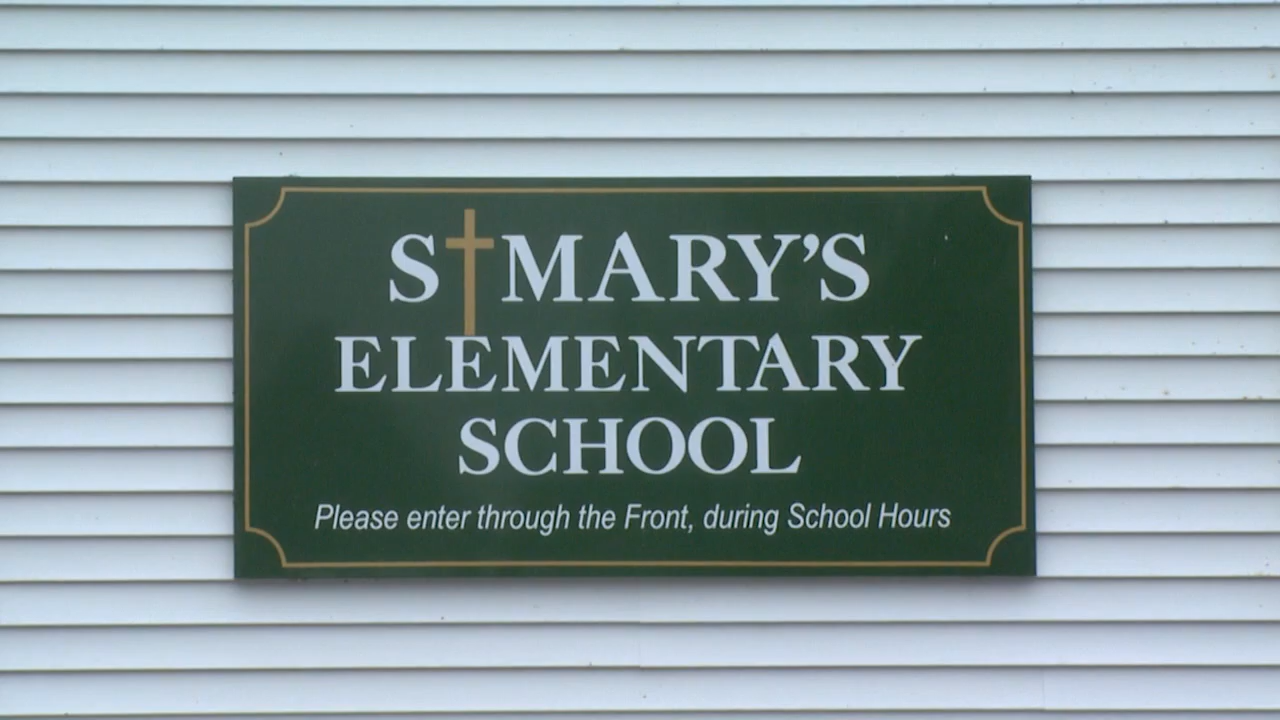 St MARY'S
ELEMENTARY
SCHOOL
Please enter through the Front, during School Hours